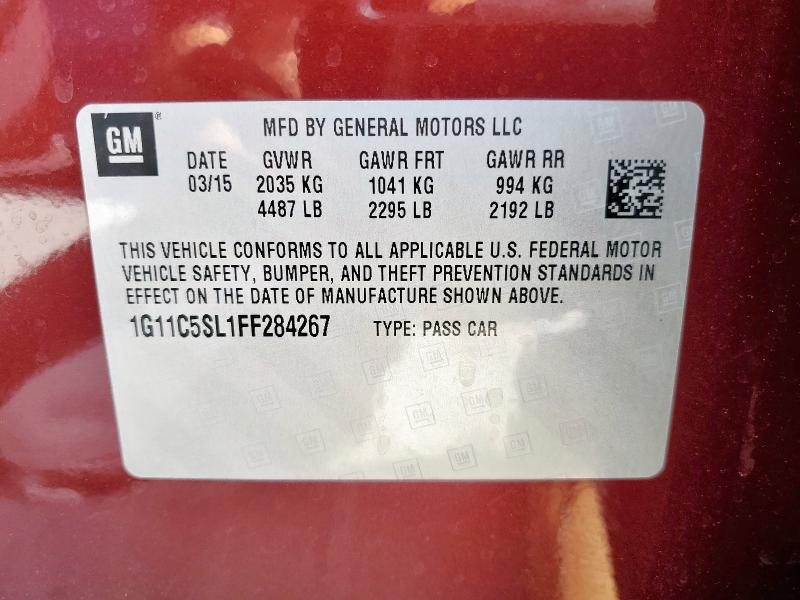 GM®
MFD BY GENERAL MOTORS LLC
DATE GVWR GAWR FRT GAWR RR
03/15 2035 KG 1041 KG 994 KG
4487 LB 2295 LB 2192 LB
THIS VEHICLE CONFORMS TO ALL APPLICABLE U.S. FEDERAL MOTOR
VEHICLE SAFETY, BUMPER, AND THEFT PREVENTION STANDARDS IN
EFFECT ON THE DATE OF MANUFACTURE SHOWN ABOVE.
1G11C5SL1FF284267 TYPE: PASS CAR